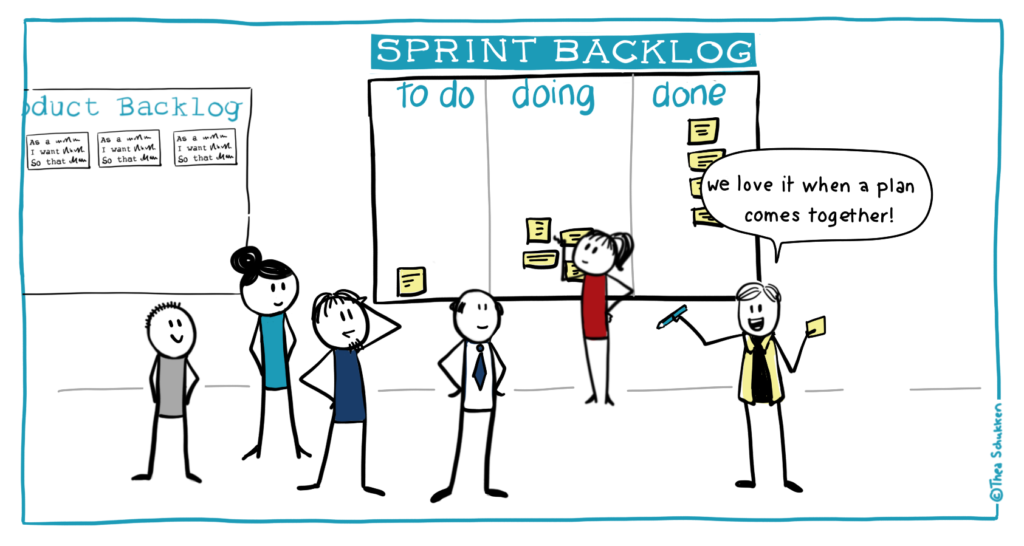 SPRINT BACKLOG
to do doing done
oduct Backlog
As a
I want
So that
As a
I want
So that
As a
I want
So that
we love it when a plan
comes together!
©Thea Schukken